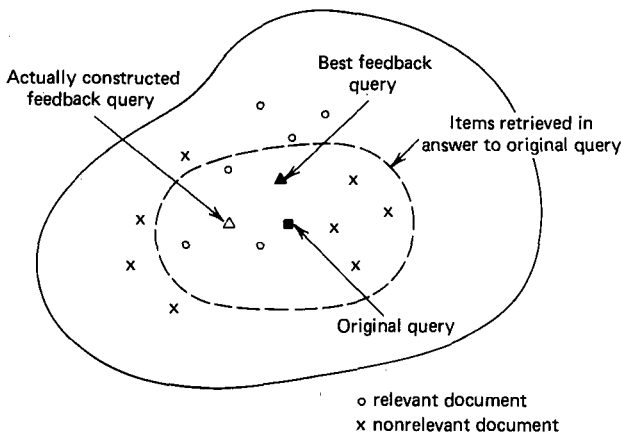 Best feedback
query
Actually constructed
feedback query
Items retrieved in
answer to original query
Original query
o relevant document
x nonrelevant document